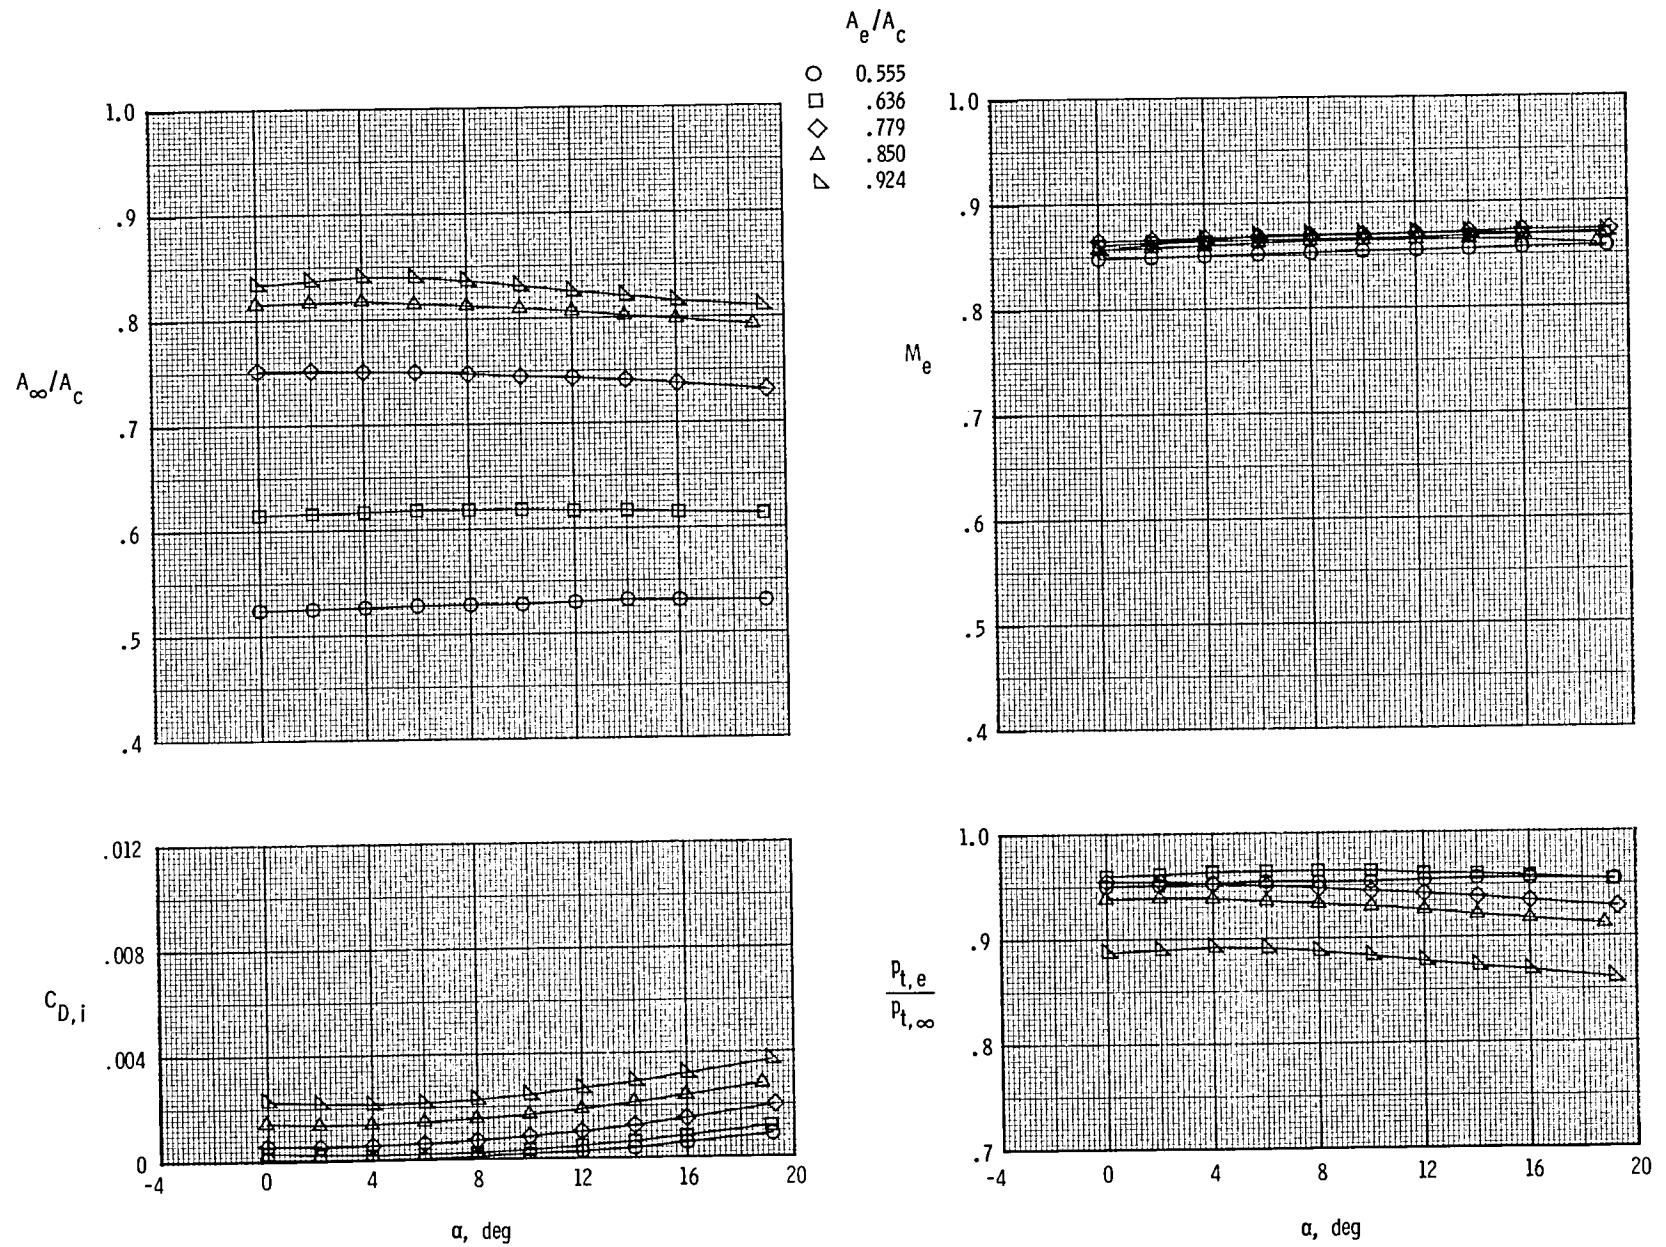 A_e/A_c
0.555
.636
.779
.850
.924
1.0
.9
.8
.7
.6
.5
.4
A_∞/A_c
1.0
.9
.8
.7
.6
.5
.4
M_e
.012
.008
.004
0
C_D,i
-4 0 4 8 12 16 20
α, deg
1.0
.9
.8
.7
p_t,e
p_t,∞
-4 0 4 8 12 16 20
α, deg